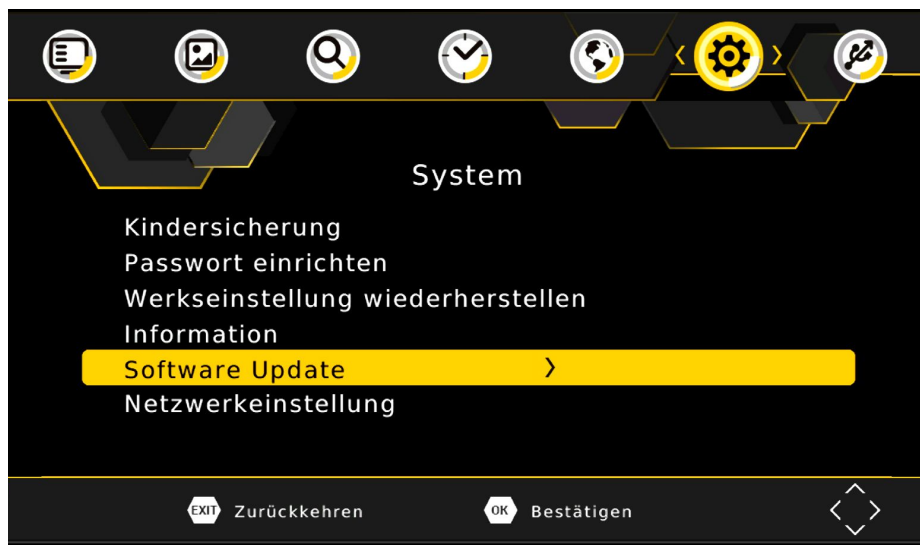 System
Kindersicherung
Passwort einrichten
Werkseinstellung wiederherstellen
Information
Software Update
Netzwerkeinstellung
EXIT Zurückkehren OK Bestätigen